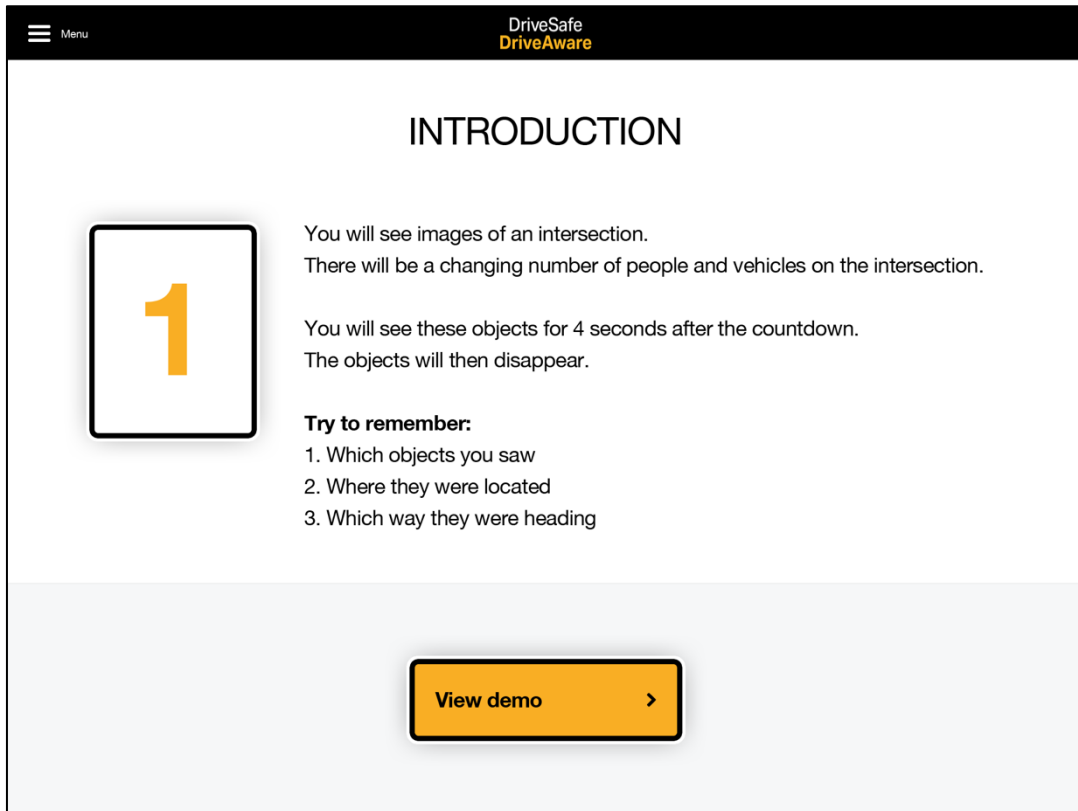 Menu
DriveSafe
DriveAware
INTRODUCTION
1
You will see images of an intersection.
There will be a changing number of people and vehicles on the intersection.
You will see these objects for 4 seconds after the countdown.
The objects will then disappear.
Try to remember:
1. Which objects you saw
2. Where they were located
3. Which way they were heading
View demo